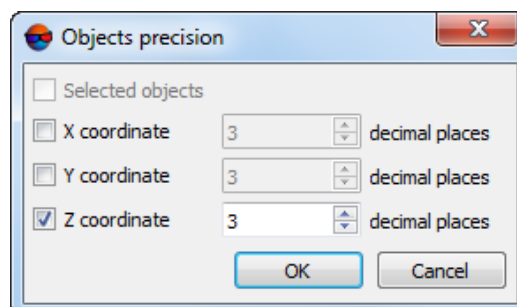 Objects precision
Selected objects
X coordinate 3 decimal places
Y coordinate 3 decimal places
Z coordinate 3 decimal places
OK Cancel